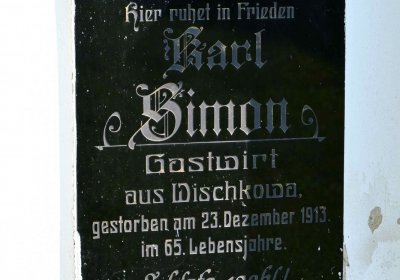 Hier ruhet in Frieden
Karl
Simon
Gastwirt
aus Wischkowa,
gestorben am 23. Dezember 1913.
im 65. Lebensjahre.